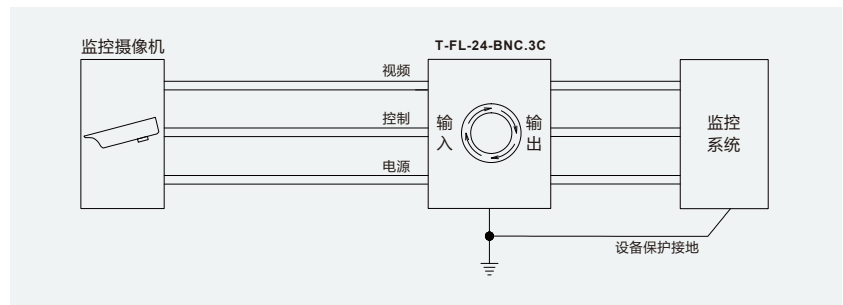 监控摄像机
T-FL-24-BNC.3C
视频
控制
电源
输入
输出
监控
系统
设备保护接地